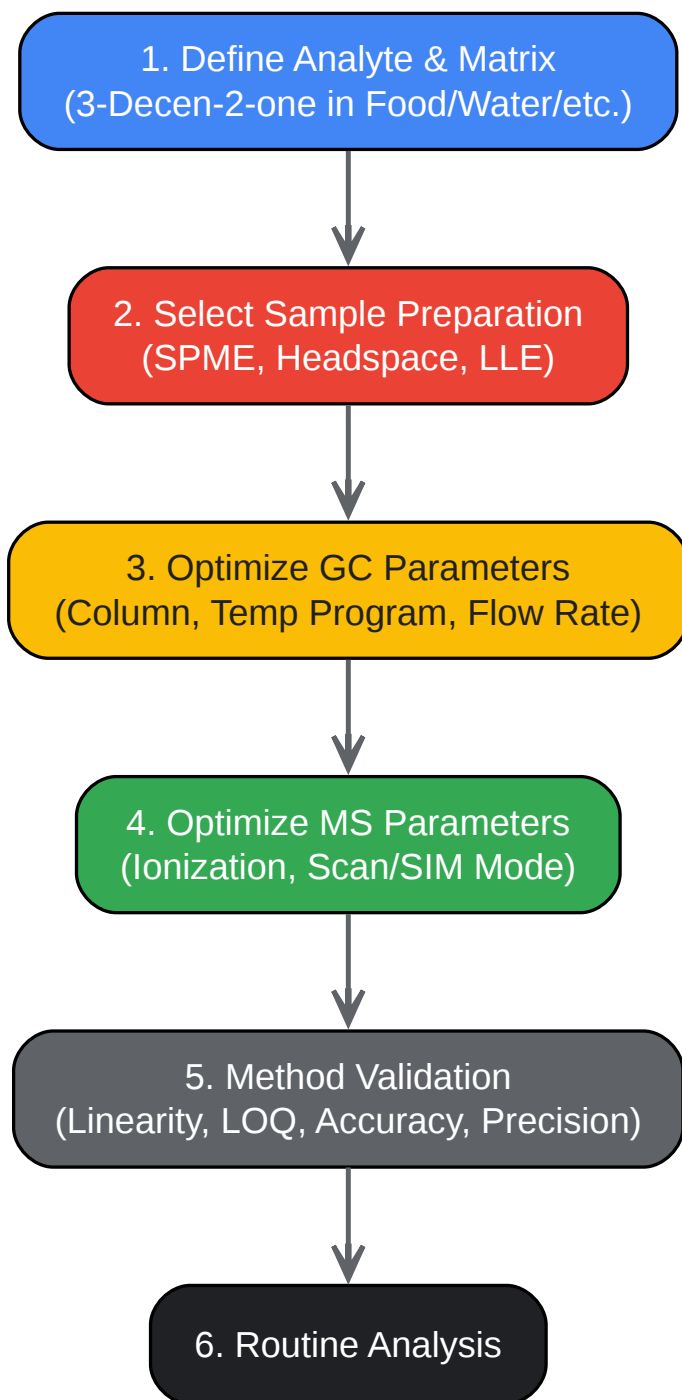 1. Define Analyte & Matrix
(3-Decen-2-one in Food/Water/etc.)
2. Select Sample Preparation
(SPME, Headspace, LLE)
3. Optimize GC Parameters
(Column, Temp Program, Flow Rate)
4. Optimize MS Parameters
(Ionization, Scan/SIM Mode)
5. Method Validation
(Linearity, LOQ, Accuracy, Precision)
6. Routine Analysis